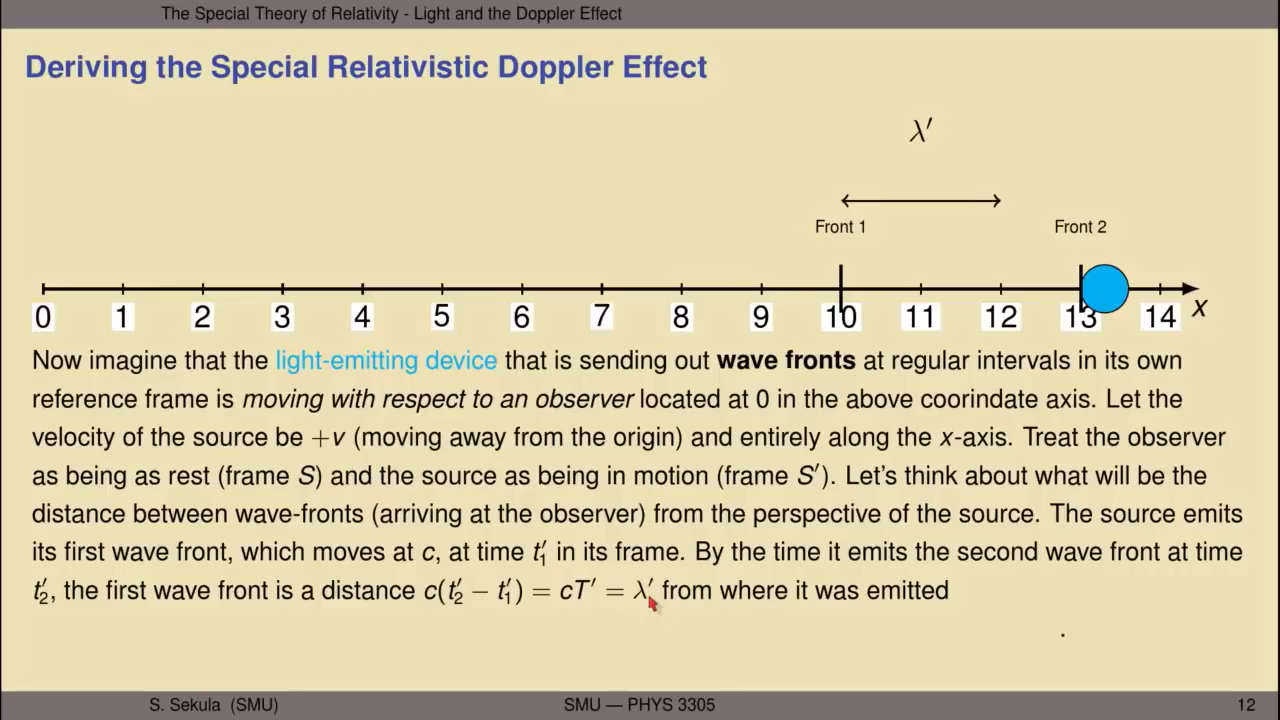 The Special Theory of Relativity - Light and the Doppler Effect
Deriving the Special Relativistic Doppler Effect
λ′
Front 1 Front 2
0 1 2 3 4 5 6 7 8 9 10 11 12 13 14 x
Now imagine that the light-emitting device that is sending out wave fronts at regular intervals in its own
reference frame is moving with respect to an observer located at 0 in the above coorindate axis. Let the
velocity of the source be +v (moving away from the origin) and entirely along the x-axis. Treat the observer
as being as rest (frame S) and the source as being in motion (frame S′). Let's think about what will be the
distance between wave-fronts (arriving at the observer) from the perspective of the source. The source emits
its first wave front, which moves at c, at time t′₁ in its frame. By the time it emits the second wave front at time
t′₂, the first wave front is a distance c(t′₂ − t′₁) = cT′ = λ′ from where it was emitted
.
S. Sekula (SMU) SMU — PHYS 3305 12